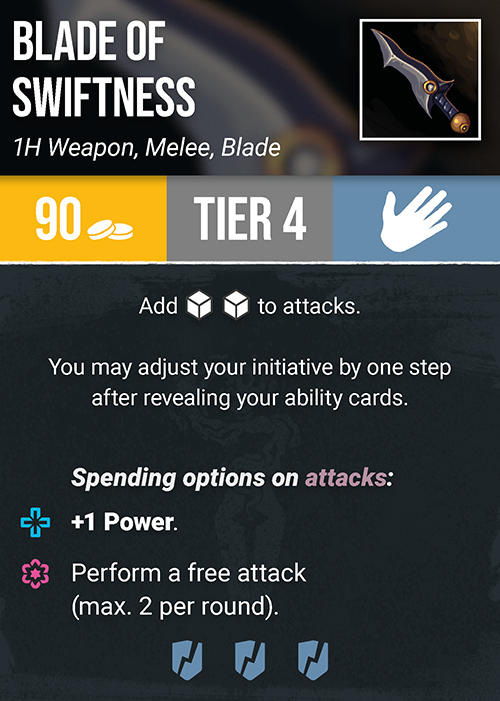 BLADE OF
SWIFTNESS
1H Weapon, Melee, Blade
90
TIER 4
Add to attacks.
You may adjust your initiative by one step
after revealing your ability cards.
Spending options on attacks:
+1 Power.
Perform a free attack
(max. 2 per round).